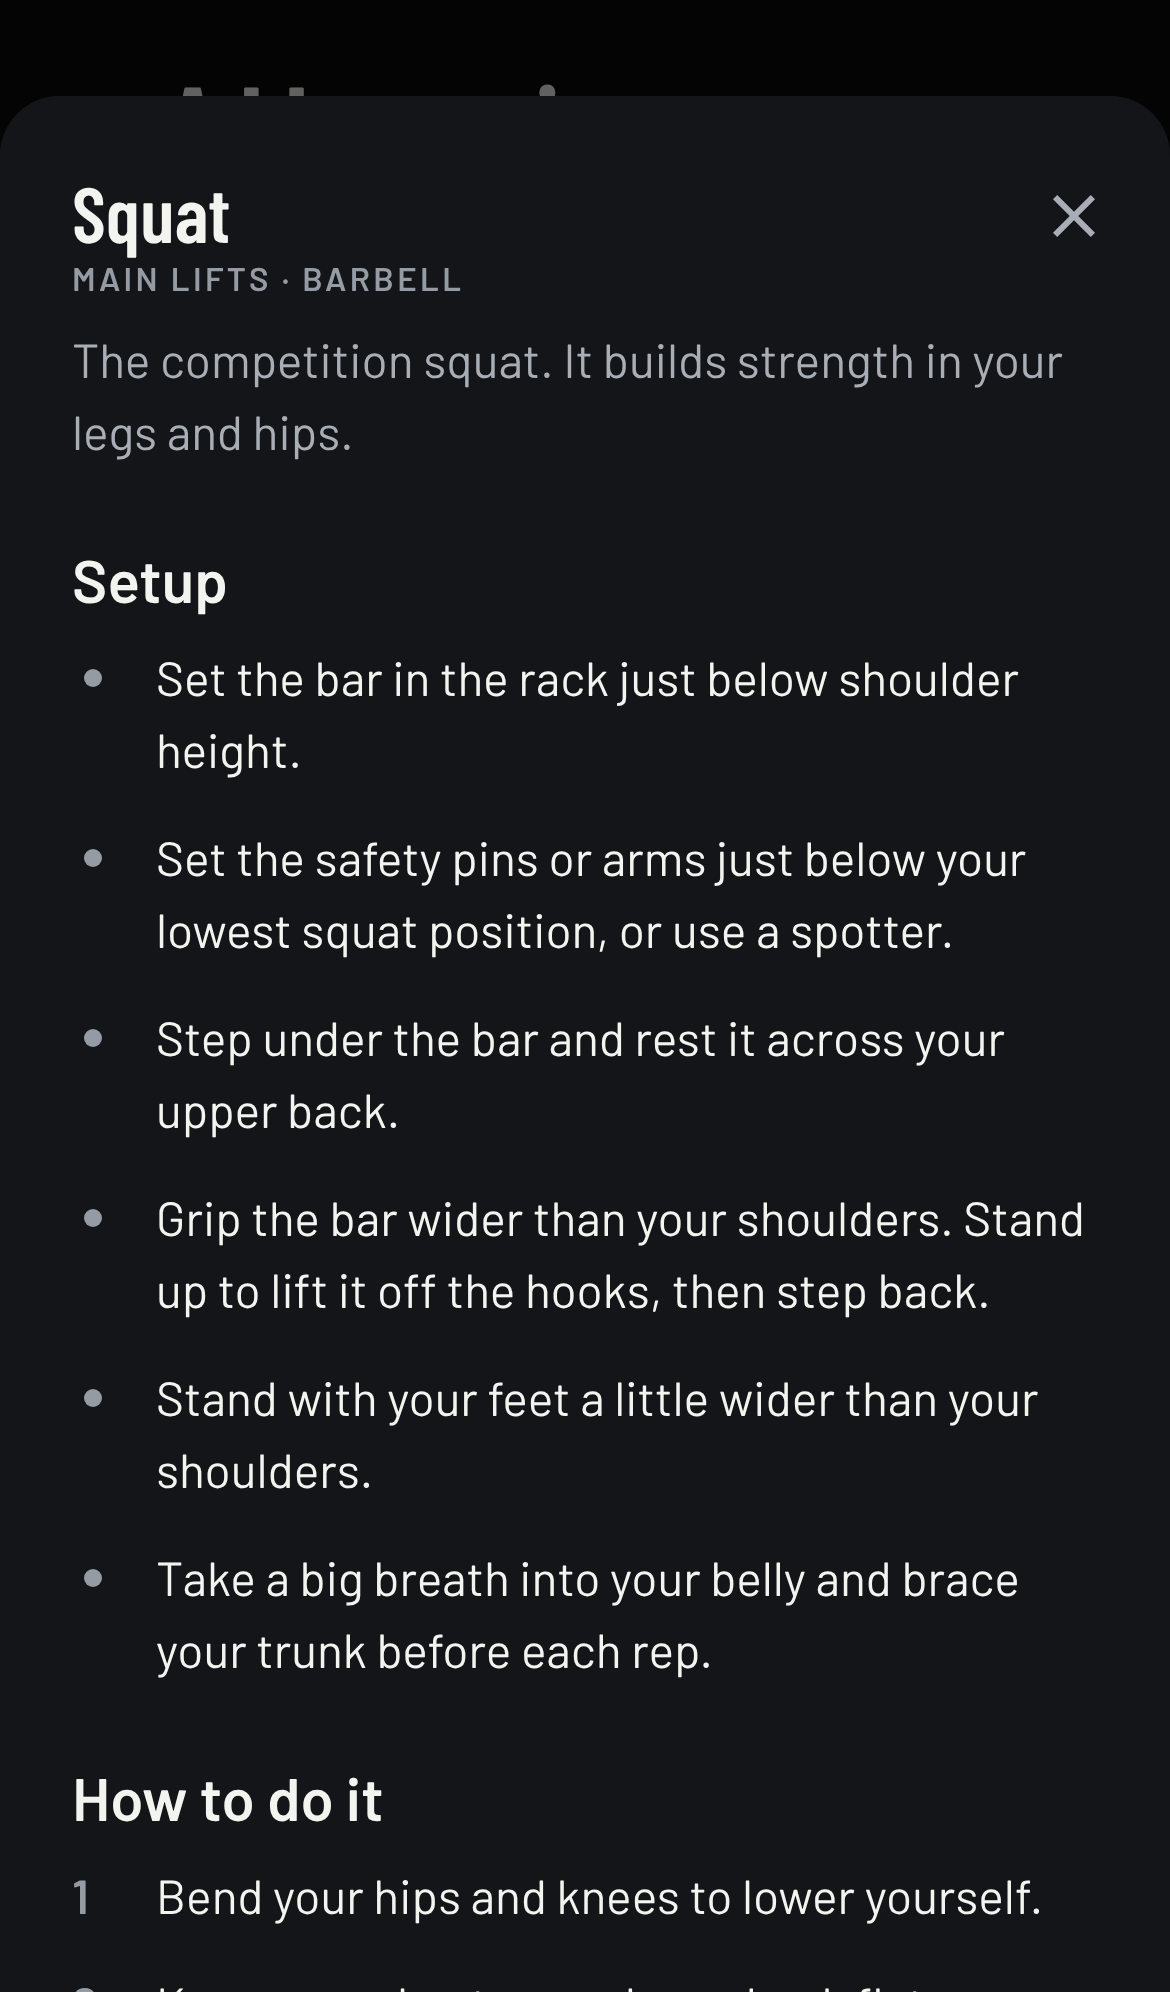 Squat
MAIN LIFTS · BARBELL
The competition squat. It builds strength in your
legs and hips.
Setup
• Set the bar in the rack just below shoulder
height.
• Set the safety pins or arms just below your
lowest squat position, or use a spotter.
• Step under the bar and rest it across your
upper back.
• Grip the bar wider than your shoulders. Stand
up to lift it off the hooks, then step back.
• Stand with your feet a little wider than your
shoulders.
• Take a big breath into your belly and brace
your trunk before each rep.
How to do it
1 Bend your hips and knees to lower yourself.